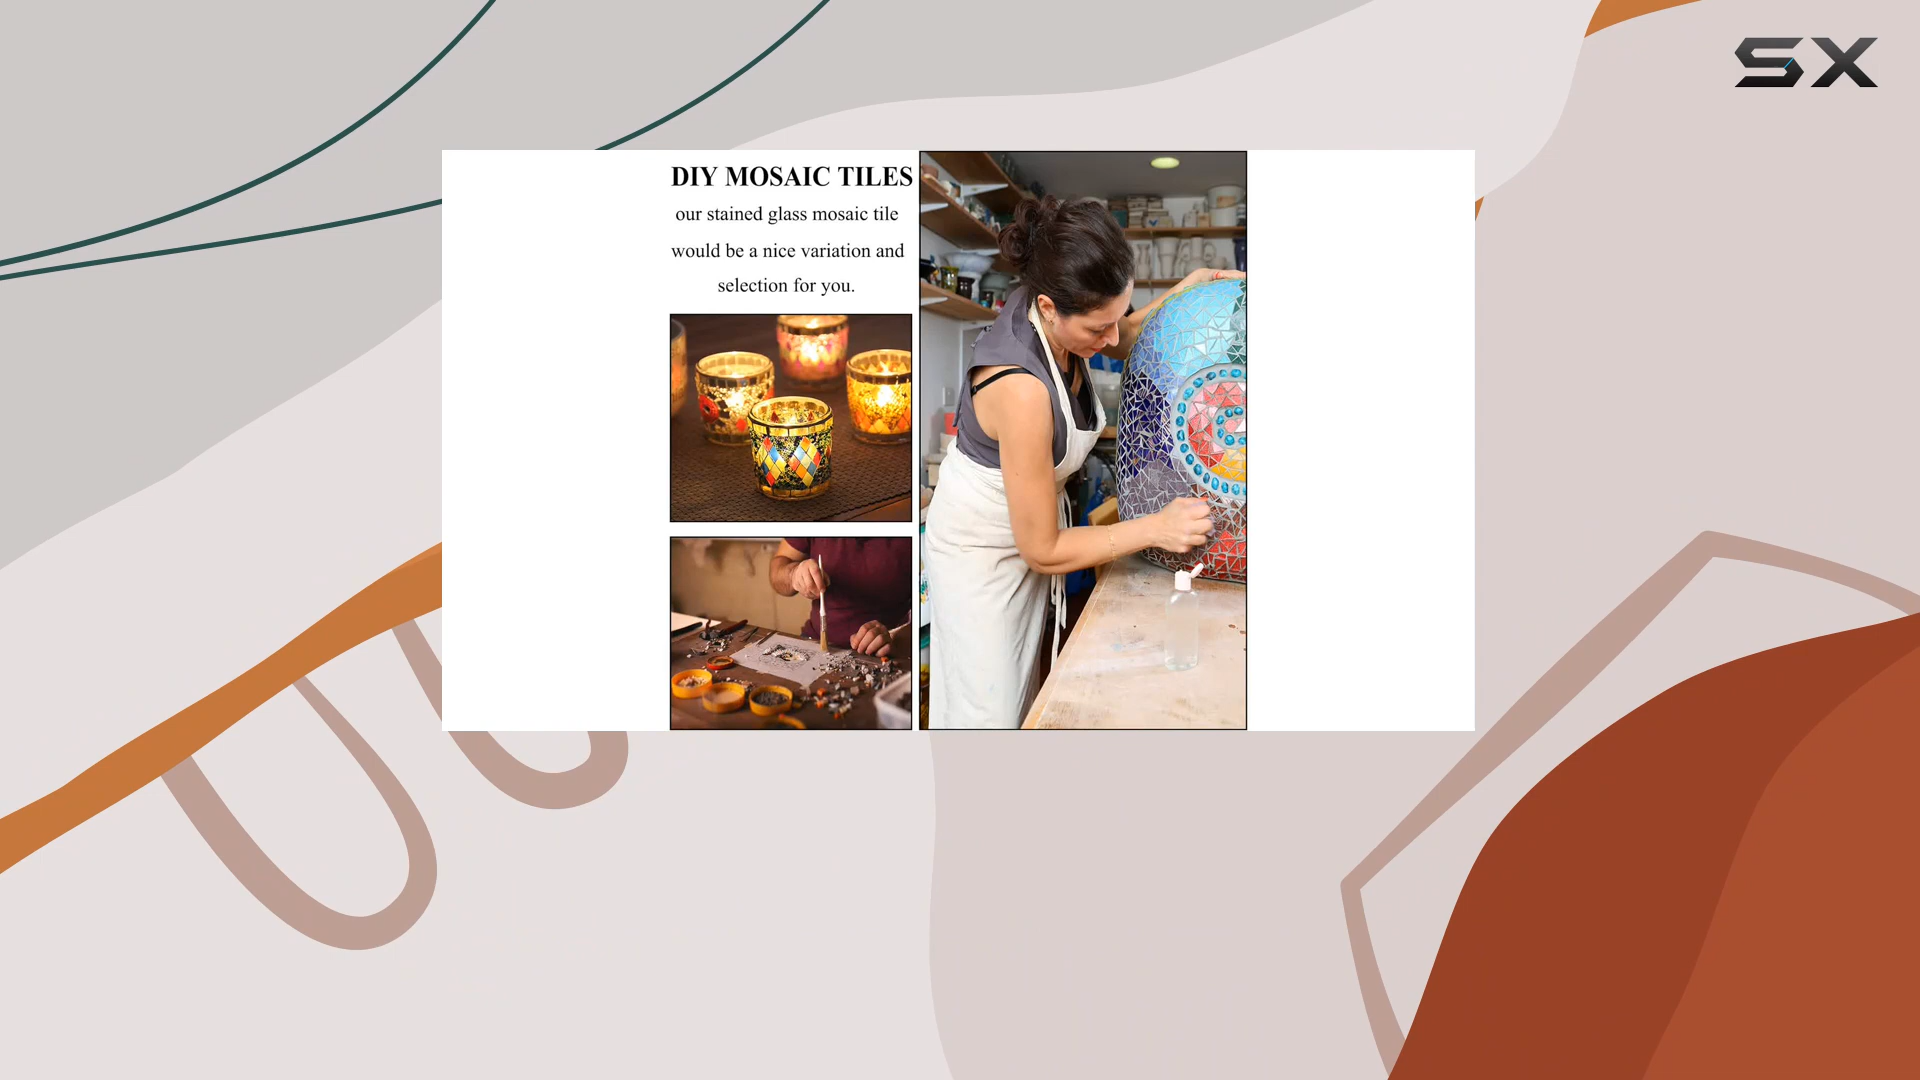 SX
DIY MOSAIC TILES
our stained glass mosaic tile
would be a nice variation and
selection for you.